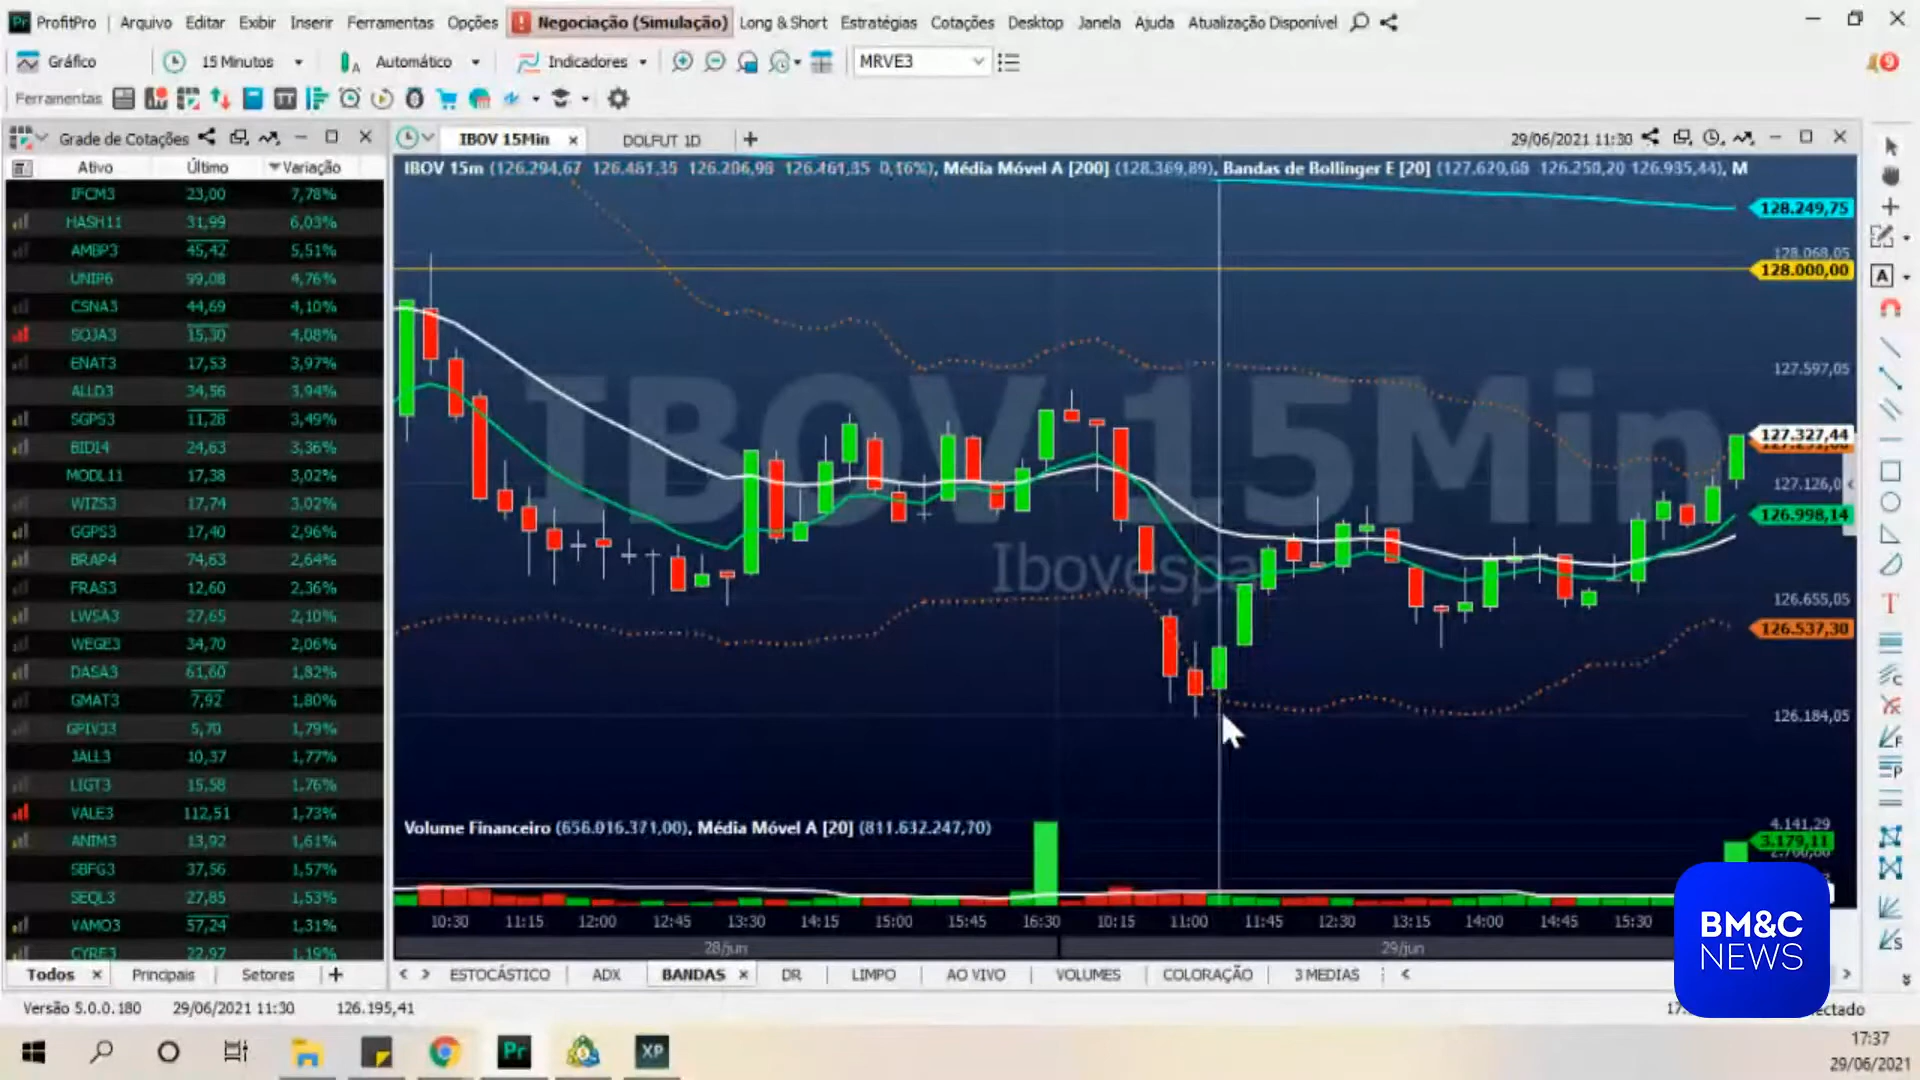 ProfitPro Arquivo Editar Exibir Inserir Ferramentas Opções Negociação (Simulação) Long & Short Estratégias Cotações Desktop Janela Ajuda Atualização Disponível
Gráfico 15 Minutos Automático Indicadores MRVE3 9
Ferramentas
Grade de Cotações
IBOV 15Min DOLFUT 1D 29/06/2021 11:30
Ativo Último Variação
IFCM3 23,00 7,78%
HASH11 31,99 6,03%
AMBP3 45,42 5,51%
UNIP6 99,08 4,76%
CSNA3 44,69 4,10%
SOJA3 15,30 4,08%
ENAT3 17,53 3,97%
ALLD3 34,56 3,94%
SGPS3 11,28 3,49%
BIDI4 24,63 3,36%
MODL11 17,38 3,02%
WIZS3 17,74 3,02%
GGPS3 17,40 2,96%
BRAP4 74,63 2,64%
FRAS3 12,60 2,36%
LWSA3 27,65 2,10%
WEGE3 34,70 2,06%
DASA3 61,60 1,82%
GMAT3 7,92 1,80%
GPIV33 5,70 1,79%
JALL3 10,37 1,77%
LIGT3 15,58 1,76%
VALE3 112,51 1,73%
ANIM3 13,92 1,61%
SBFG3 37,56 1,57%
SEQL3 27,85 1,53%
VAMO3 57,24 1,31%
CYRE3 22,97 1,19%
Todos Principais Setores
IBOV 15m (126.294,67 126.461,35 126.206,98 126.461,35 0,16%), Média Móvel A [200] (128.369,89), Bandas de Bollinger E [20] (127.620,68 126.250,20 126.935,44), M
IBOV 15Min
Ibovespa
128.249,75
128.068,05
128.000,00
127.597,05
127.327,44
127.126,0
126.998,14
126.655,05
126.537,30
126.184,05
Volume Financeiro (656.016.371,00), Média Móvel A [20] (811.632.247,70)
4.141,29
3.179,11
10:30 11:15 12:00 12:45 13:30 14:15 15:00 15:45 16:30 10:15 11:00 11:45 12:30 13:15 14:00 14:45 15:30
28/jun 29/jun
ESTOCÁSTICO ADX BANDAS DR LIMPO AO VIVO VOLUMES COLORAÇÃO 3 MEDIAS
BM&C
NEWS
Versão 5.0.0.180 29/06/2021 11:30 126.195,41 17: ectado
Pr XP
17:37
29/06/2021